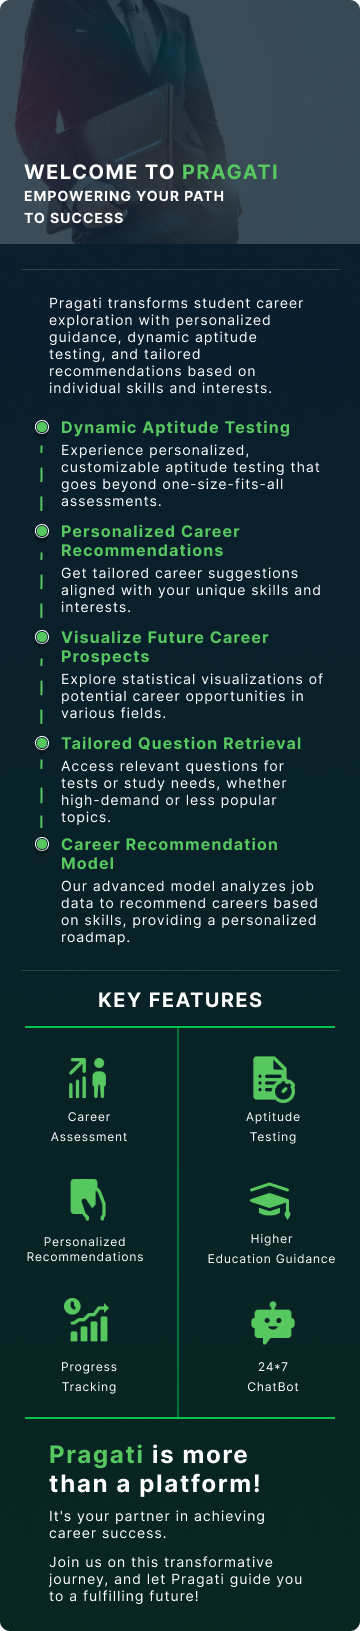 WELCOME TO PRAGATI
EMPOWERING YOUR PATH
TO SUCCESS
Pragati transforms student career
exploration with personalized
guidance, dynamic aptitude
testing, and tailored
recommendations based on
individual skills and interests.
Dynamic Aptitude Testing
Experience personalized,
customizable aptitude testing that
goes beyond one-size-fits-all
assessments.
Personalized Career
Recommendations
Get tailored career suggestions
aligned with your unique skills and
interests.
Visualize Future Career
Prospects
Explore statistical visualizations of
potential career opportunities in
various fields.
Tailored Question Retrieval
Access relevant questions for
tests or study needs, whether
high-demand or less popular
topics.
Career Recommendation
Model
Our advanced model analyzes job
data to recommend careers based
on skills, providing a personalized
roadmap.
KEY FEATURES
Career
Assessment
Aptitude
Testing
Personalized
Recommendations
Higher
Education Guidance
Progress
Tracking
24*7
ChatBot
Pragati is more
than a platform!
It's your partner in achieving
career success.
Join us on this transformative
journey, and let Pragati guide you
to a fulfilling future!